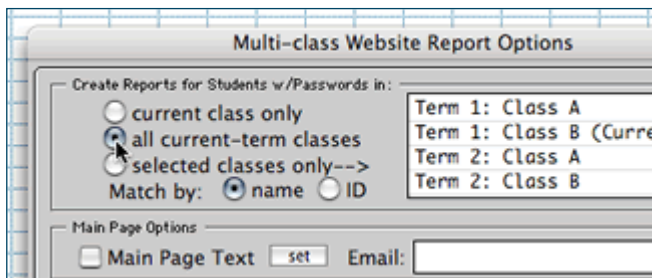 Multi-class Website Report Options
Create Reports for Students w/Passwords in:
current class only
all current-term classes
selected classes only-->
Match by: name ID
Term 1: Class A
Term 1: Class B
Term 2: Class A
Term 2: Class B
Main Page Options
Main Page Text set Email: